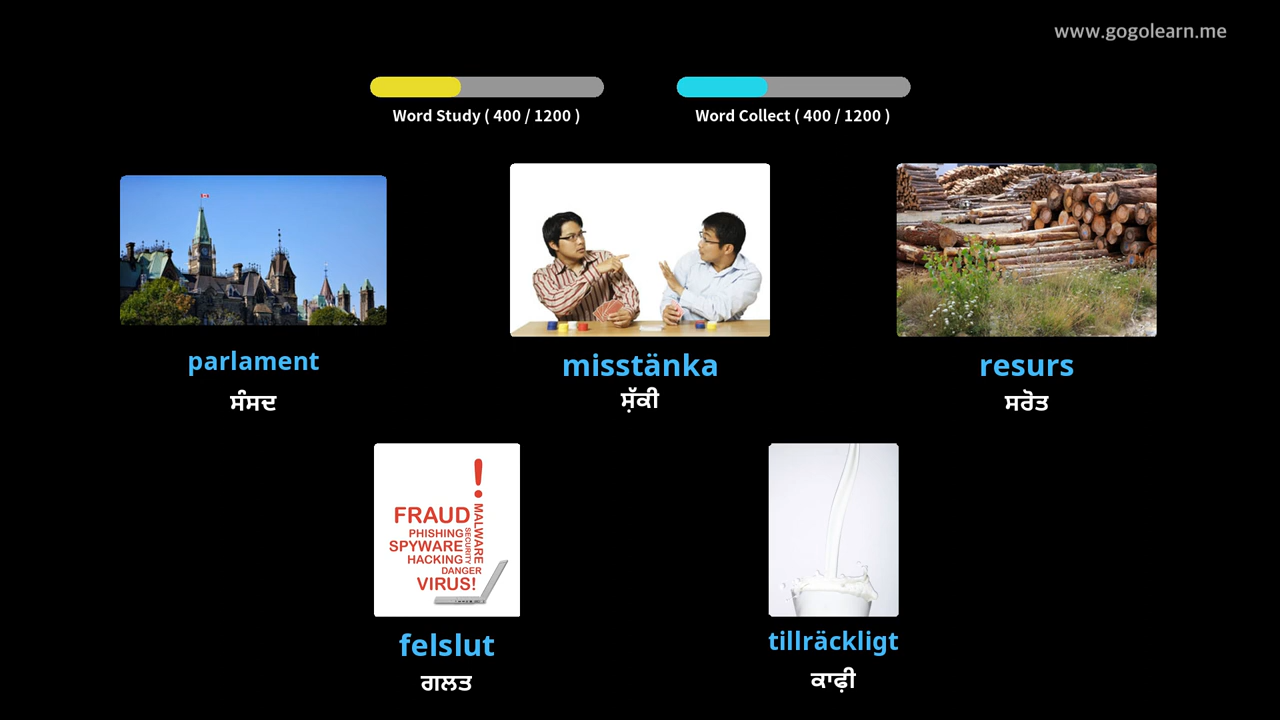 www.gogolearn.me
Word Study ( 400 / 1200 )
Word Collect ( 400 / 1200 )
parlament
ਸੰਸਦ
misstänka
ਸ਼ੱਕੀ
resurs
ਸਰੋਤ
!
FRAUD
PHISHING
SPYWARE
HACKING
DANGER
VIRUS!
SECURITY
MALWARE
felslut
ਗਲਤ
tillräckligt
ਕਾਫ਼ੀ